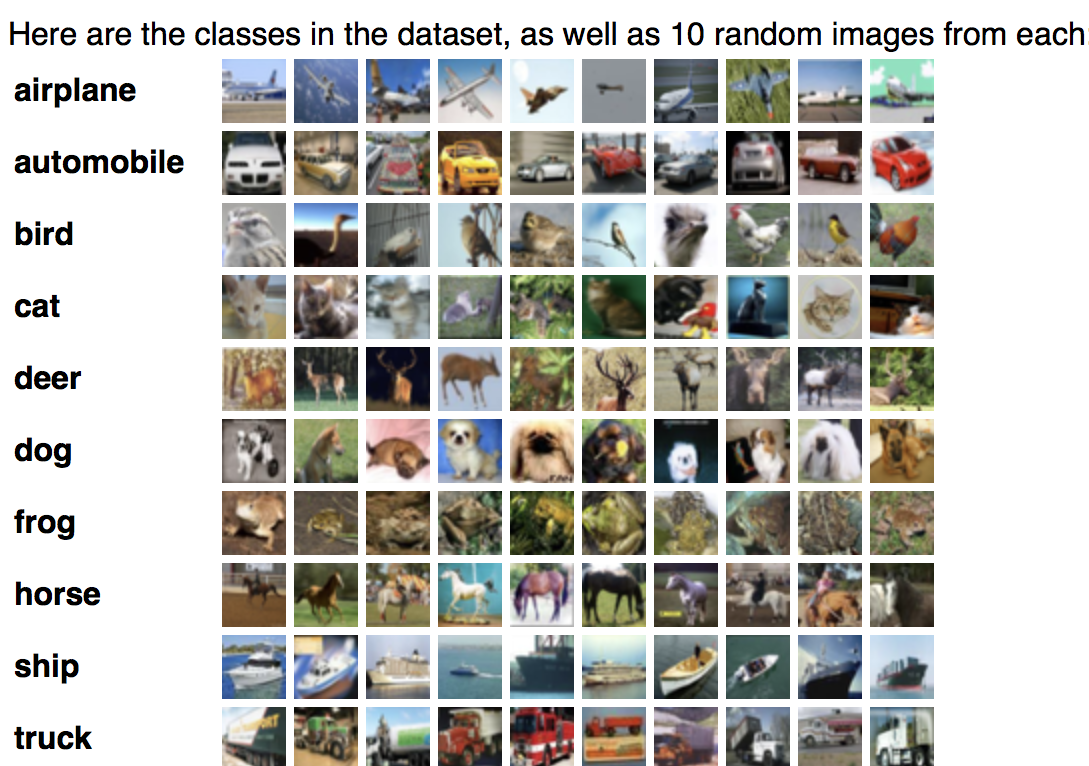 Here are the classes in the dataset, as well as 10 random images from each
airplane
automobile
bird
cat
deer
dog
frog
horse
ship
truck